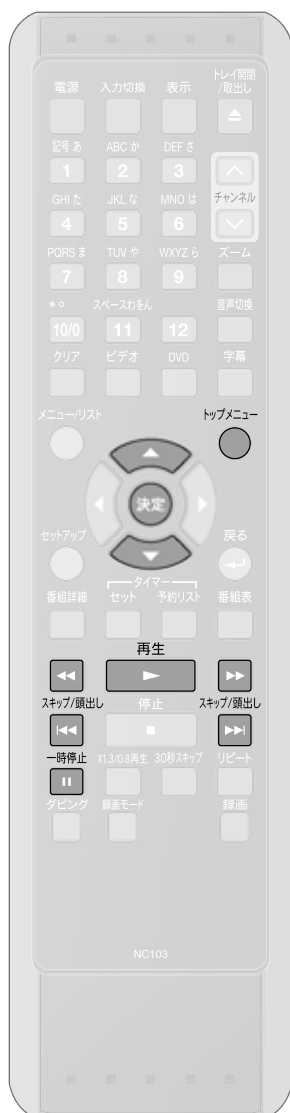 電源 入力切換 表示 トレイ開閉
/取出し
記号 あ ABC か DEF さ
1 2 3
GHI た JKL な MNO は チャンネル
4 5 6
PQRS ま TUV や WXYZ ら ズーム
7 8 9
゛゜ スペースわをん 音声切換
10/0 11 12
クリア ビデオ DVD 字幕
メニュー/リスト トップメニュー
決定
セットアップ 戻る
タイマー
番組詳細 セット 予約リスト 番組表
再生
スキップ/頭出し 停止 スキップ/頭出し
一時停止 X1.3/0.8再生 30秒スキップ リピート
ダビング 録画モード 録画
NC103